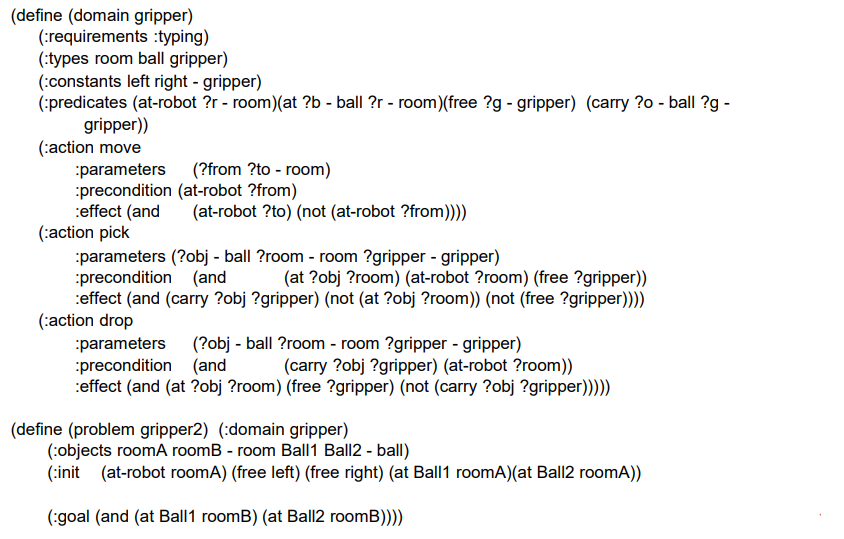 (define (domain gripper)
(:requirements :typing)
(:types room ball gripper)
(:constants left right - gripper)
(:predicates (at-robot ?r - room)(at ?b - ball ?r - room)(free ?g - gripper) (carry ?o - ball ?g -
gripper))
(:action move
:parameters (?from ?to - room)
:precondition (at-robot ?from)
:effect (and (at-robot ?to) (not (at-robot ?from))))
(:action pick
:parameters (?obj - ball ?room - room ?gripper - gripper)
:precondition (and (at ?obj ?room) (at-robot ?room) (free ?gripper))
:effect (and (carry ?obj ?gripper) (not (at ?obj ?room)) (not (free ?gripper))))
(:action drop
:parameters (?obj - ball ?room - room ?gripper - gripper)
:precondition (and (carry ?obj ?gripper) (at-robot ?room))
:effect (and (at ?obj ?room) (free ?gripper) (not (carry ?obj ?gripper)))))
(define (problem gripper2) (:domain gripper)
(:objects roomA roomB - room Ball1 Ball2 - ball)
(:init (at-robot roomA) (free left) (free right) (at Ball1 roomA)(at Ball2 roomA))
(:goal (and (at Ball1 roomB) (at Ball2 roomB))))